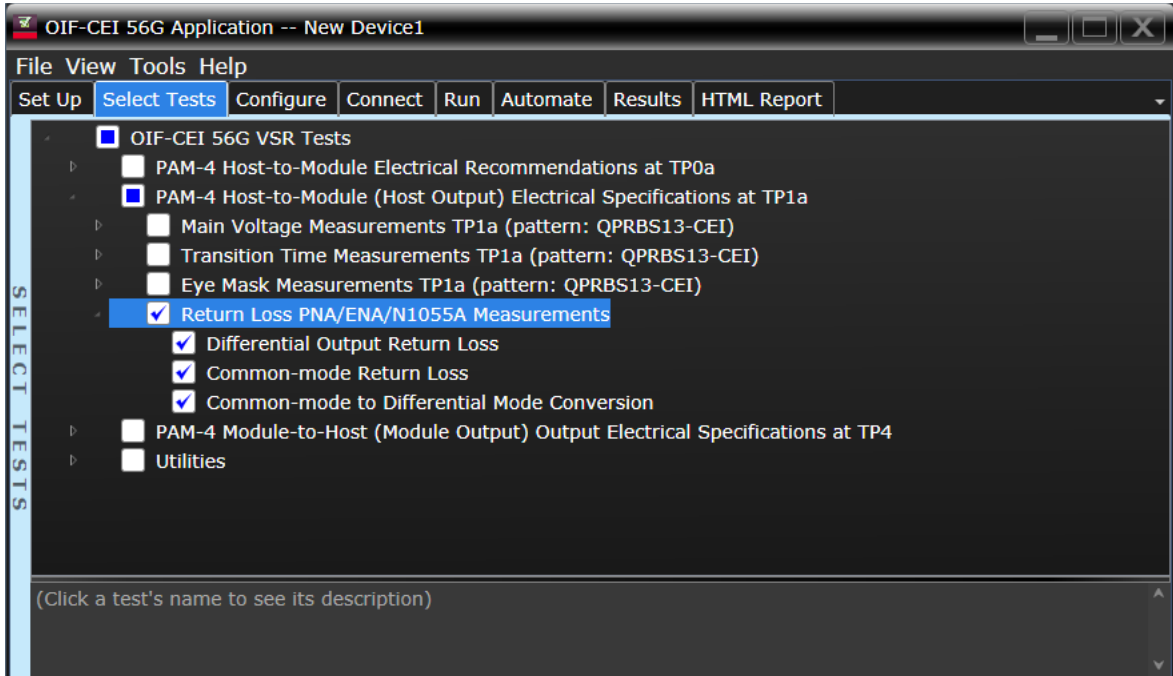 OIF-CEI 56G Application -- New Device1
File View Tools Help
Set Up Select Tests Configure Connect Run Automate Results HTML Report
SELECT TESTS
OIF-CEI 56G VSR Tests
PAM-4 Host-to-Module Electrical Recommendations at TP0a
PAM-4 Host-to-Module (Host Output) Electrical Specifications at TP1a
Main Voltage Measurements TP1a (pattern: QPRBS13-CEI)
Transition Time Measurements TP1a (pattern: QPRBS13-CEI)
Eye Mask Measurements TP1a (pattern: QPRBS13-CEI)
Return Loss PNA/ENA/N1055A Measurements
Differential Output Return Loss
Common-mode Return Loss
Common-mode to Differential Mode Conversion
PAM-4 Module-to-Host (Module Output) Output Electrical Specifications at TP4
Utilities
(Click a test's name to see its description)